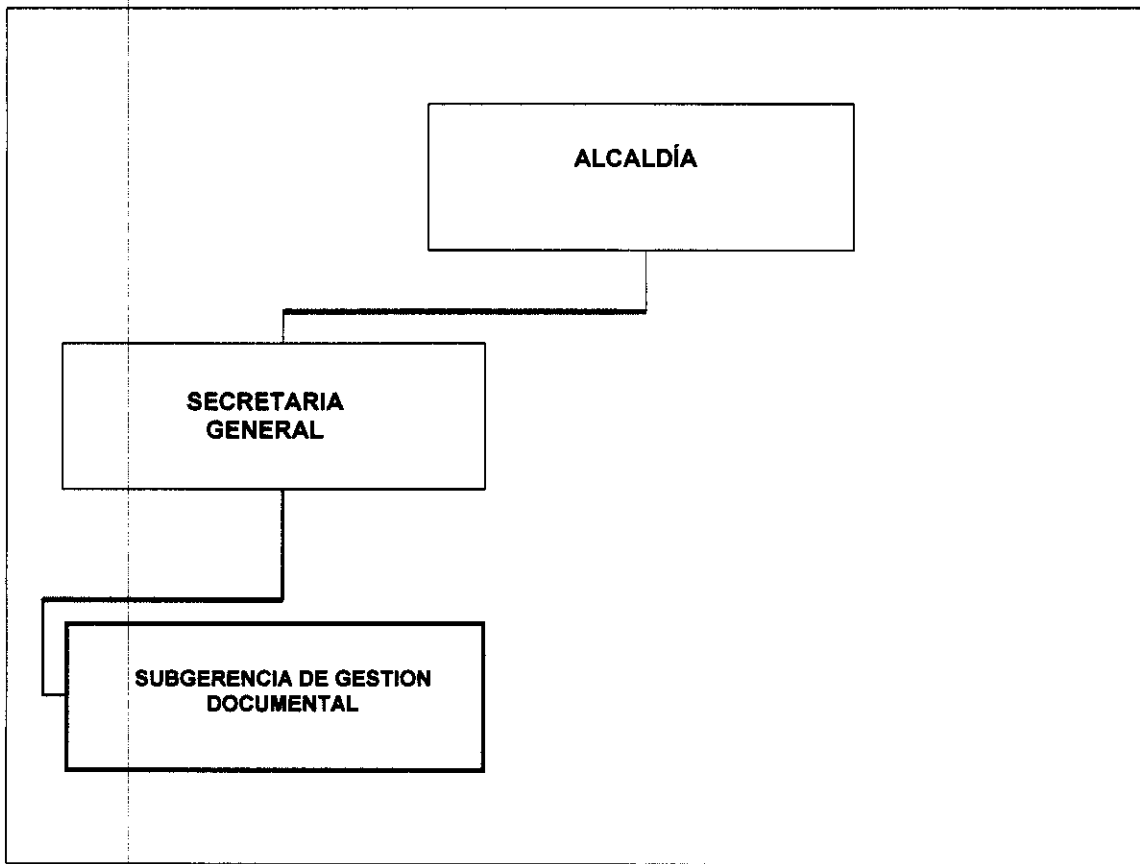 ALCALDÍA
SECRETARIA
GENERAL
SUBGERENCIA DE GESTION
DOCUMENTAL